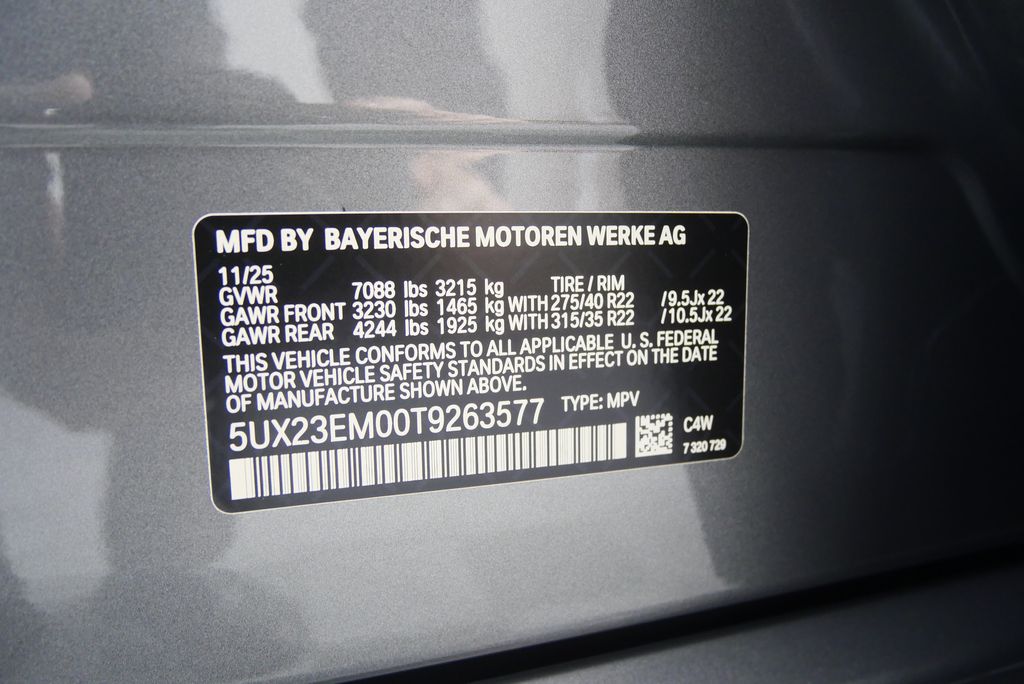 MFD BY BAYERISCHE MOTOREN WERKE AG
11/25 TIRE / RIM
GVWR 7088 lbs 3215 kg
GAWR FRONT 3230 lbs 1465 kg WITH 275/40 R22 /9.5Jx 22
GAWR REAR 4244 lbs 1925 kg WITH 315/35 R22 /10.5Jx 22
THIS VEHICLE CONFORMS TO ALL APPLICABLE U. S. FEDERAL
MOTOR VEHICLE SAFETY STANDARDS IN EFFECT ON THE DATE
OF MANUFACTURE SHOWN ABOVE.
5UX23EM00T9263577 TYPE: MPV
C4W
7 320 729